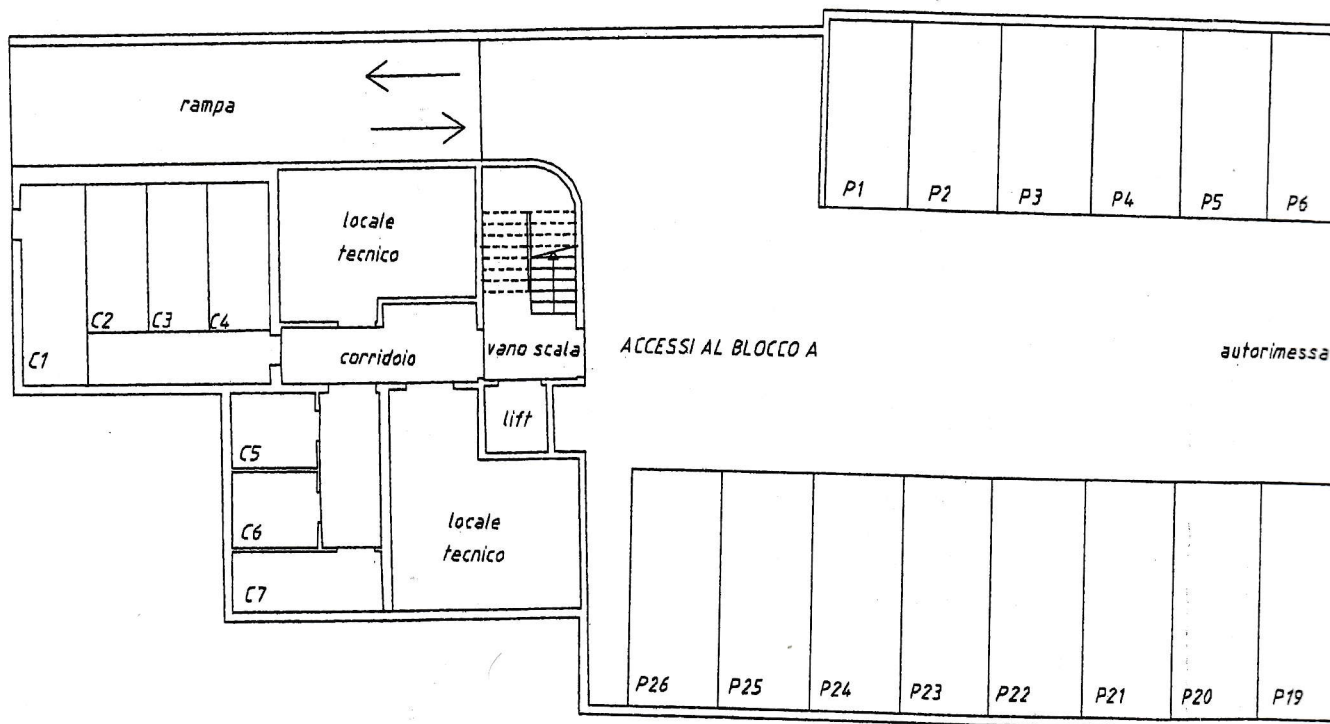 rampa
P1 P2 P3 P4 P5 P6
locale
tecnico
C2 C3 C4
C1
corridoio
vano scala
ACCESSI AL BLOCCO A
autorimessa
lift
C5
C6
locale
tecnico
C7
P26 P25 P24 P23 P22 P21 P20 P19